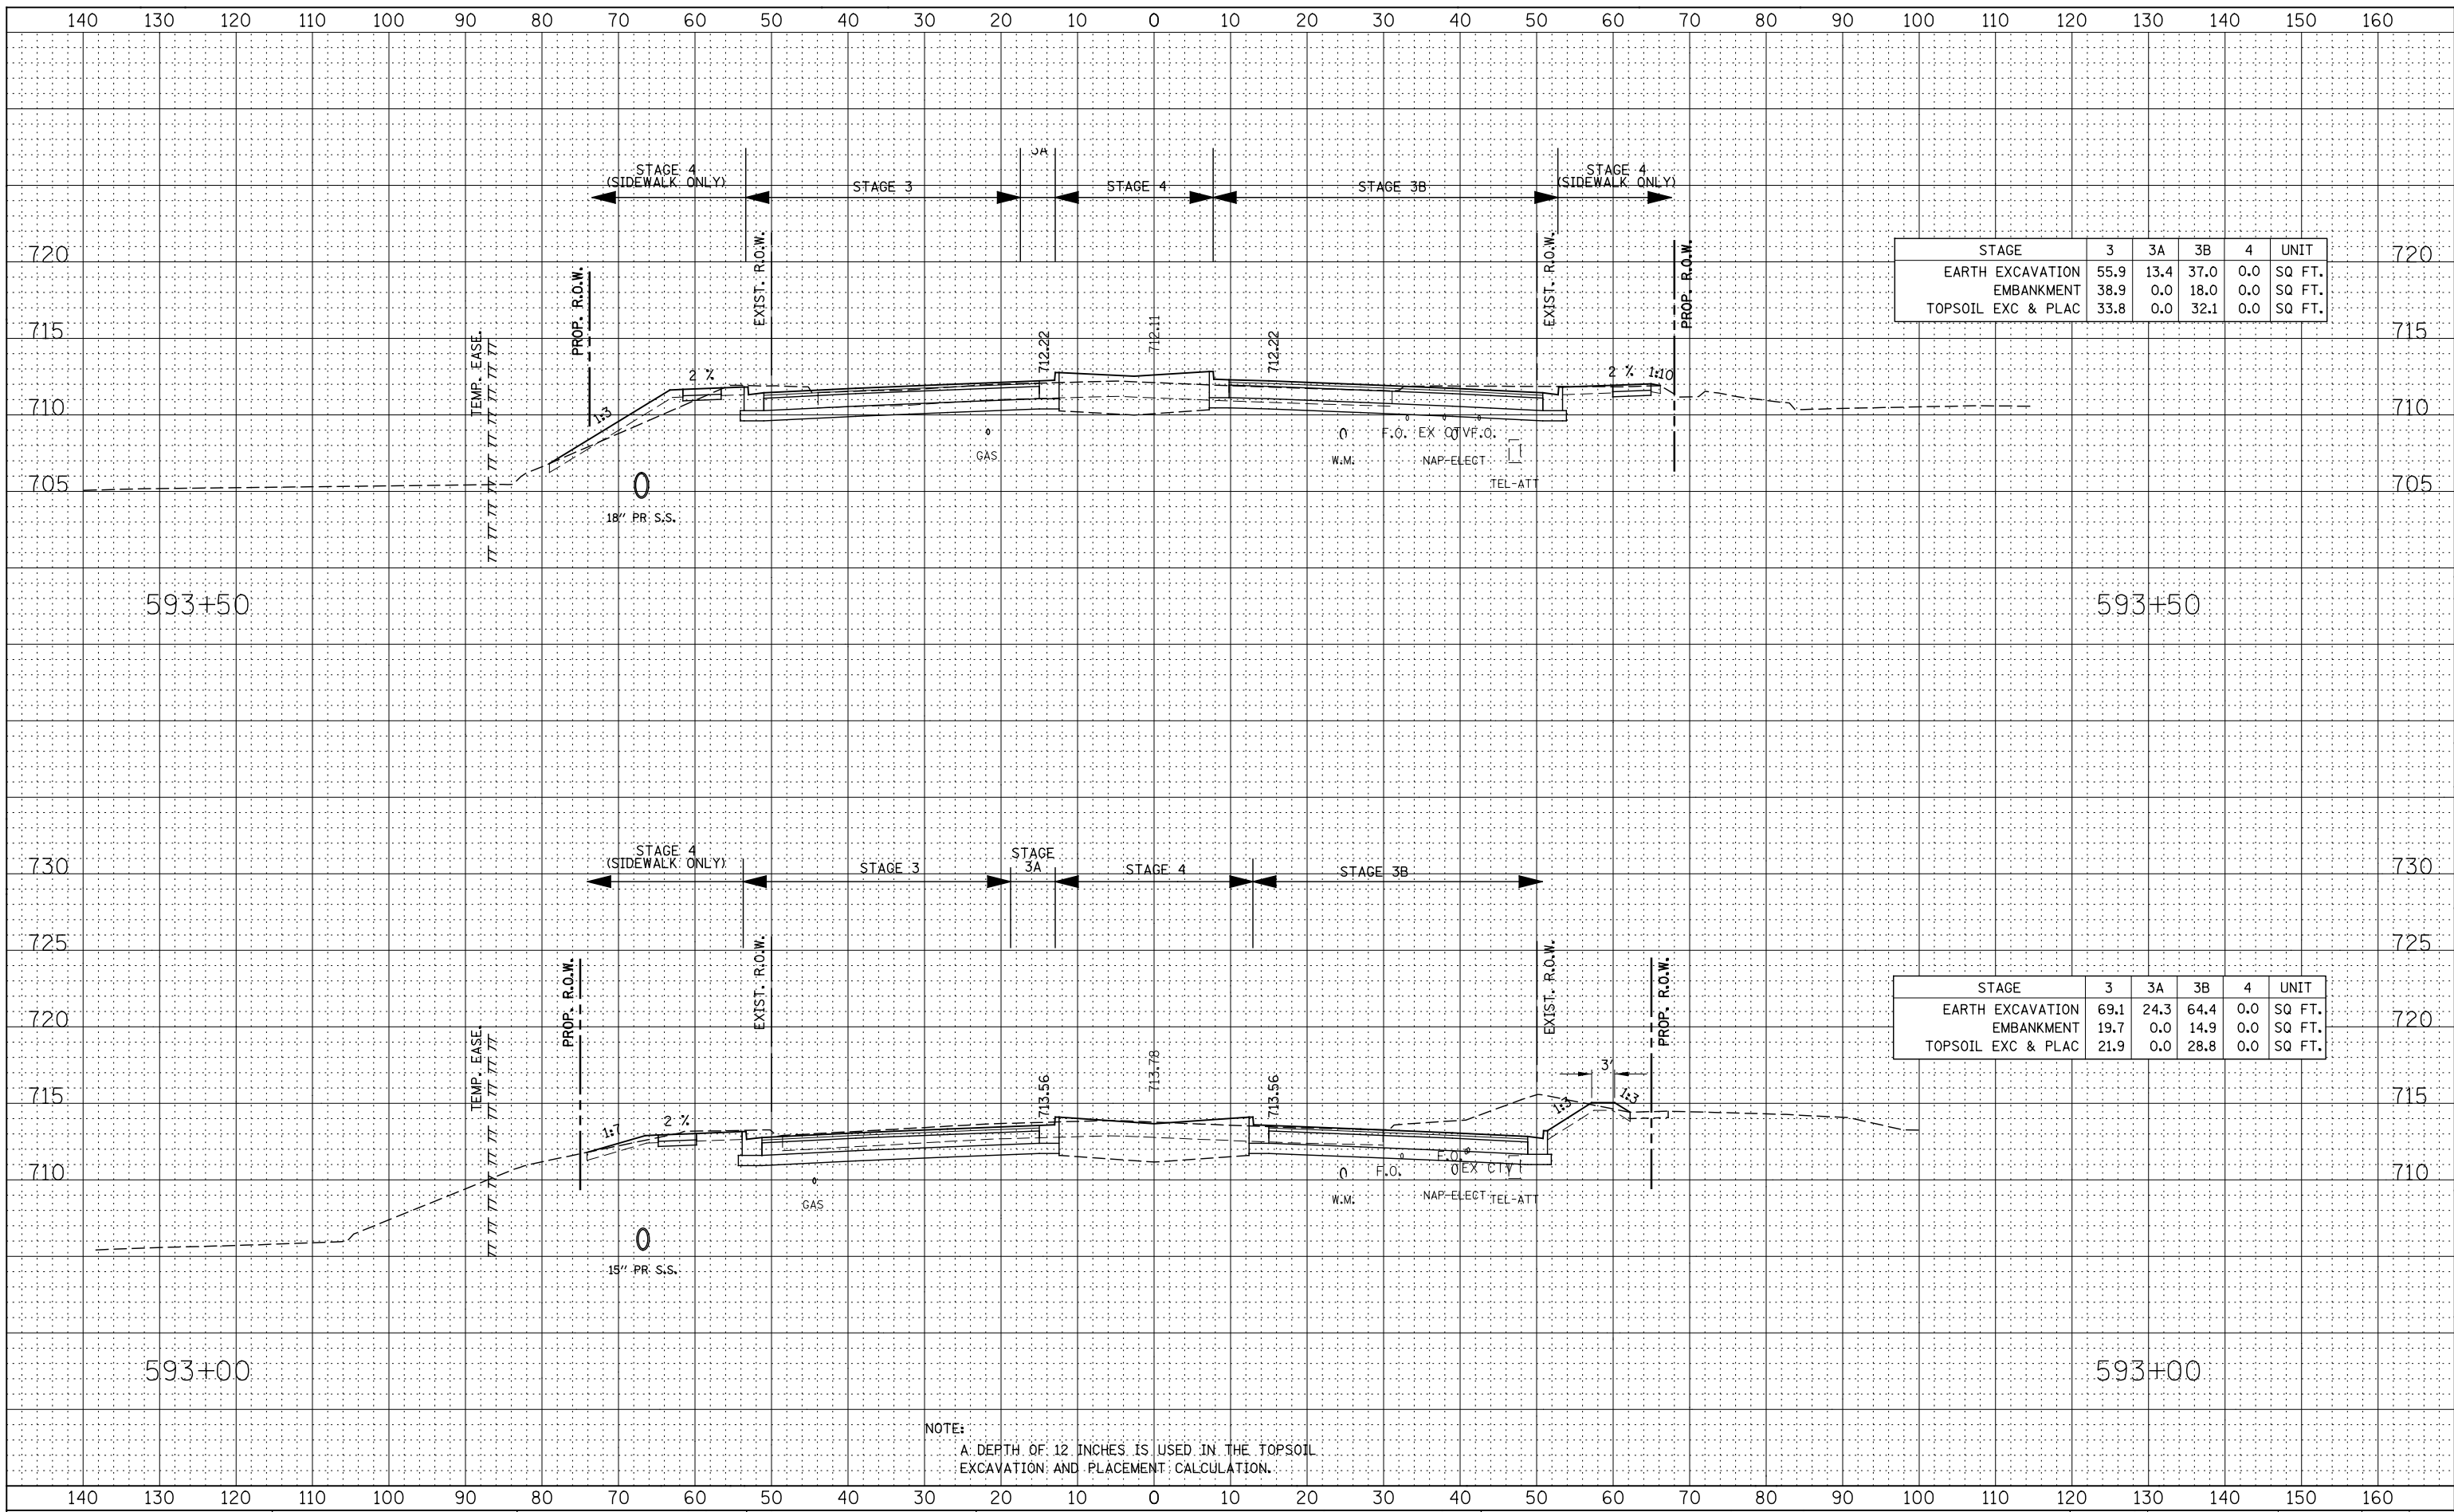 140 130 120 110 100 90 80 70 60 50 40 30 20 10 0 10 20 30 40 50 60 70 80 90 100 110 120 130 140 150 160
3A
STAGE 4
(SIDEWALK ONLY)
STAGE 3
STAGE 4
STAGE 3B
STAGE 4
(SIDEWALK ONLY)
720
715
710
705
TEMP. EASE.
PROP. R.O.W.
EXIST. R.O.W.
712.22
712.11
712.22
EXIST. R.O.W.
PROP. R.O.W.
STAGE 3 3A 3B 4 UNIT
EARTH EXCAVATION 55.9 13.4 37.0 0.0 SQ FT.
EMBANKMENT 38.9 0.0 18.0 0.0 SQ FT.
TOPSOIL EXC & PLAC 33.8 0.0 32.1 0.0 SQ FT.
720
715
710
705
1:3
2 %
2 %
1:10
GAS
F.O. EX CTV F.O.
W.M.
NAP-ELECT
TEL-ATT
18" PR S.S.
593+50
593+50
STAGE 4
(SIDEWALK ONLY)
STAGE 3
STAGE
3A
STAGE 4
STAGE 3B
730
725
720
715
710
TEMP. EASE.
PROP. R.O.W.
EXIST. R.O.W.
713.56
713.78
713.56
EXIST. R.O.W.
PROP. R.O.W.
730
725
720
715
710
STAGE 3 3A 3B 4 UNIT
EARTH EXCAVATION 69.1 24.3 64.4 0.0 SQ FT.
EMBANKMENT 19.7 0.0 14.9 0.0 SQ FT.
TOPSOIL EXC & PLAC 21.9 0.0 28.8 0.0 SQ FT.
3'
1:3
1:3
1:7
2 %
GAS
F.O.
F.O.
EX CTV
W.M.
NAP-ELECT
TEL-ATT
15" PR S.S.
593+00
593+00
NOTE:
A DEPTH OF 12 INCHES IS USED IN THE TOPSOIL
EXCAVATION AND PLACEMENT CALCULATION.
140 130 120 110 100 90 80 70 60 50 40 30 20 10 0 10 20 30 40 50 60 70 80 90 100 110 120 130 140 150 160